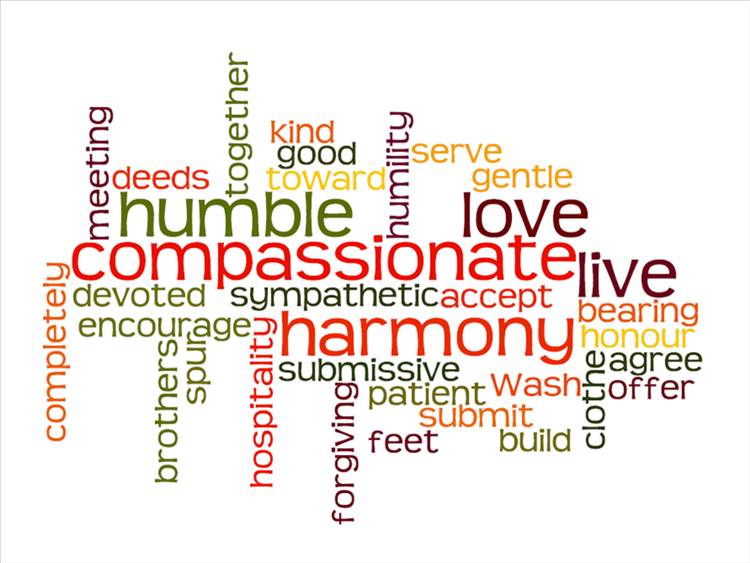 together
kind
meeting
humility
good
serve
deeds
toward
gentle
humble
love
compassionate
live
completely
devoted
sympathetic
accept
bearing
encourage
harmony
honour
hospitality
brothers
spur
submissive
clothe
agree
forgiving
patient
Wash
offer
submit
feet
build